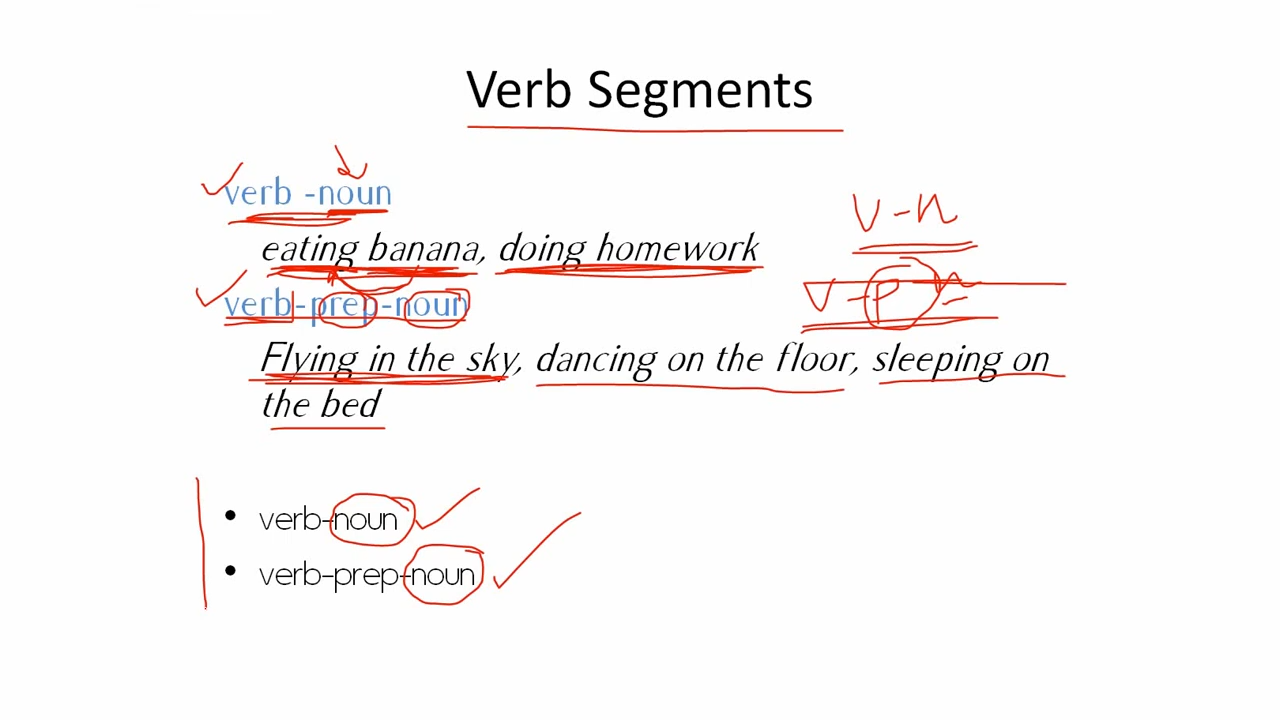 Verb Segments
verb -noun
V-n
eating banana, doing homework
verb-prep-noun
V-P-n
Flying in the sky, dancing on the floor, sleeping on
the bed
• verb-noun
• verb-prep-noun